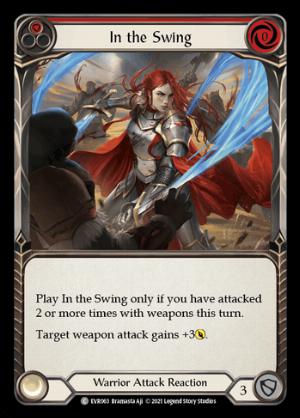 In the Swing
0
Play In the Swing only if you have attacked
2 or more times with weapons this turn.
Target weapon attack gains +3.
Warrior Attack Reaction
3
C EVR063 Bramasta Aji © 2021 Legend Story Studios